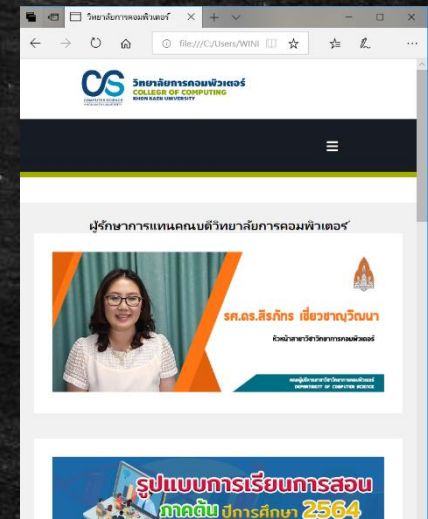 วิทยาลัยการคอมพิวเตอร์
file:///C:/Users/WINI
CS
วิทยาลัยการคอมพิวเตอร์
COLLEGE OF COMPUTING
KHON KAEN UNIVERSITY
ผู้รักษาการแทนคณบดีวิทยาลัยการคอมพิวเตอร์
รศ.ดร.สิรภัทร เชี่ยวชาญวัฒนา
หัวหน้าสาขาวิชาวิทยาการคอมพิวเตอร์
DEPARTMENT OF COMPUTER SCIENCE
รูปแบบการเรียนการสอน
ภาคต้น ปีการศึกษา 2564